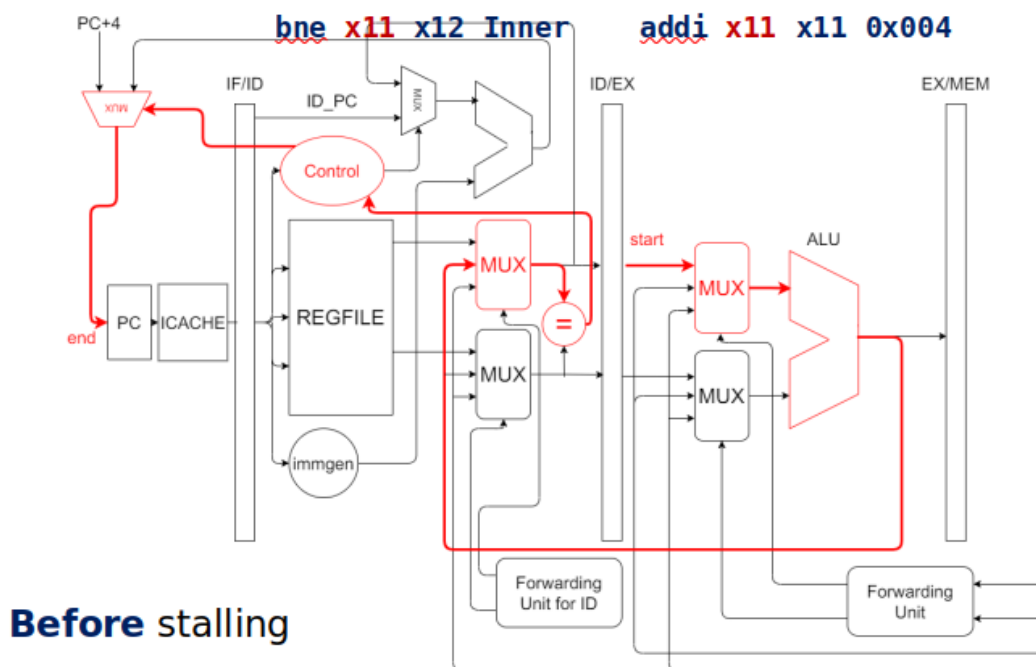 PC+4
bne x11 x12 Inner
addi x11 x11 0x004
IF/ID
ID_PC
MUX
MUX
ID/EX
EX/MEM
Control
start
ALU
MUX
MUX
REGFILE
=
PC
ICACHE
end
MUX
MUX
immgen
Forwarding
Unit for ID
Forwarding
Unit
Before stalling